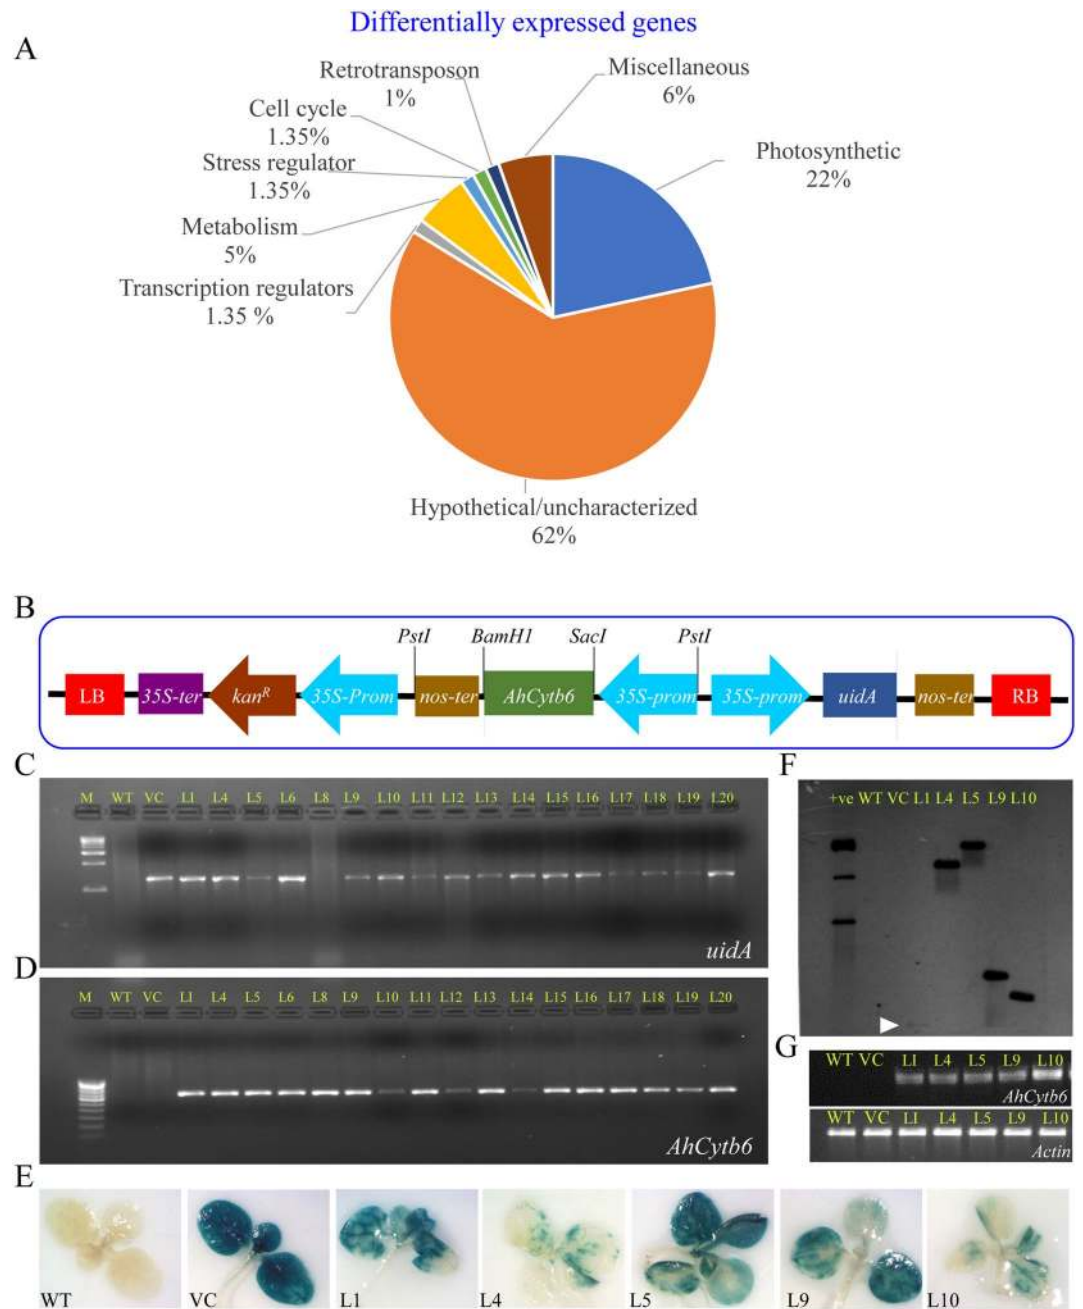 Differentially expressed genes
A
Retrotransposon
1%
Miscellaneous
6%
Cell cycle
1.35%
Photosynthetic
22%
Stress regulator
1.35%
Metabolism
5%
Transcription regulators
1.35 %
Hypothetical/uncharacterized
62%
B
PstI BamH1 SacI PstI
LB 35S-ter kanᴿ 35S-Prom nos-ter AhCytb6 35S-prom 35S-prom uidA nos-ter RB
C
M WT VC L1 L4 L5 L6 L8 L9 L10 L11 L12 L13 L14 L15 L16 L17 L18 L19 L20
uidA
D
M WT VC L1 L4 L5 L6 L8 L9 L10 L11 L12 L13 L14 L15 L16 L17 L18 L19 L20
AhCytb6
F
+ve WT VC L1 L4 L5 L9 L10
G
WT VC L1 L4 L5 L9 L10
AhCytb6
WT VC L1 L4 L5 L9 L10
Actin
E
WT VC L1 L4 L5 L9 L10